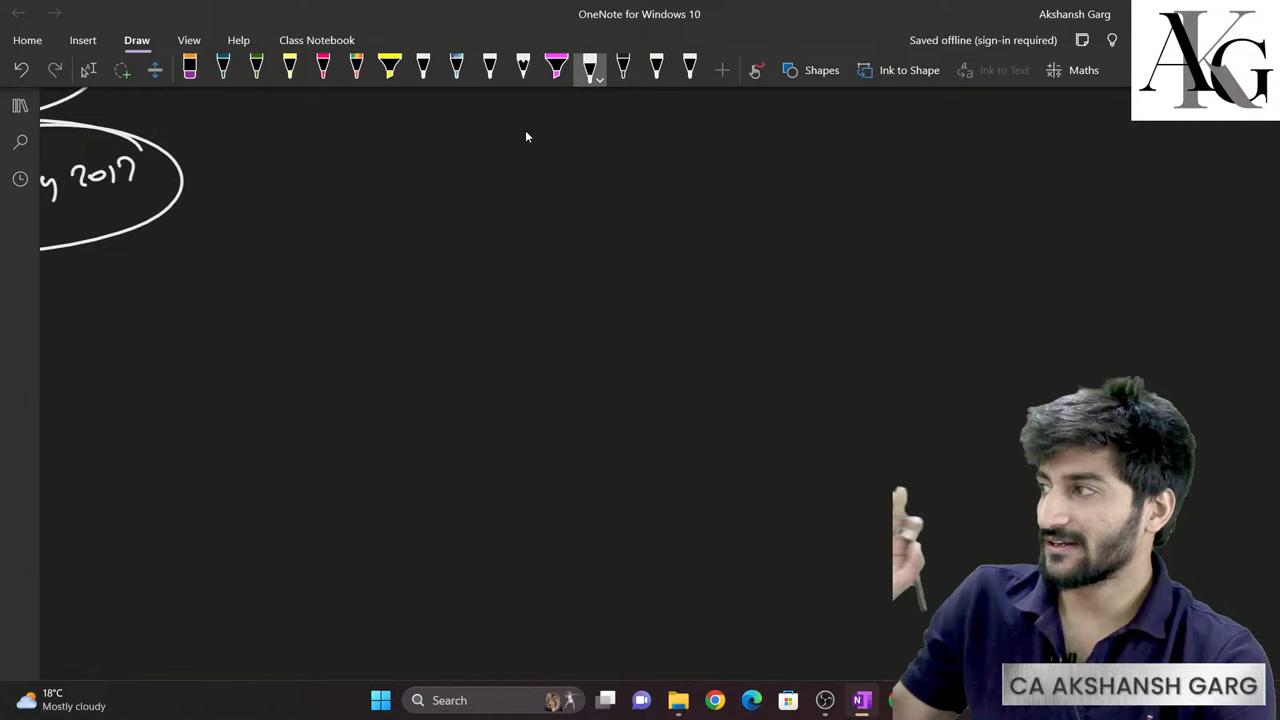 OneNote for Windows 10
Akshansh Garg
Home Insert Draw View Help Class Notebook
Saved offline (sign-in required)
Shapes
Ink to Shape
Ink to Text
Maths
AKG
y 2017
CA AKSHANSH GARG
18°C
Mostly cloudy
Search